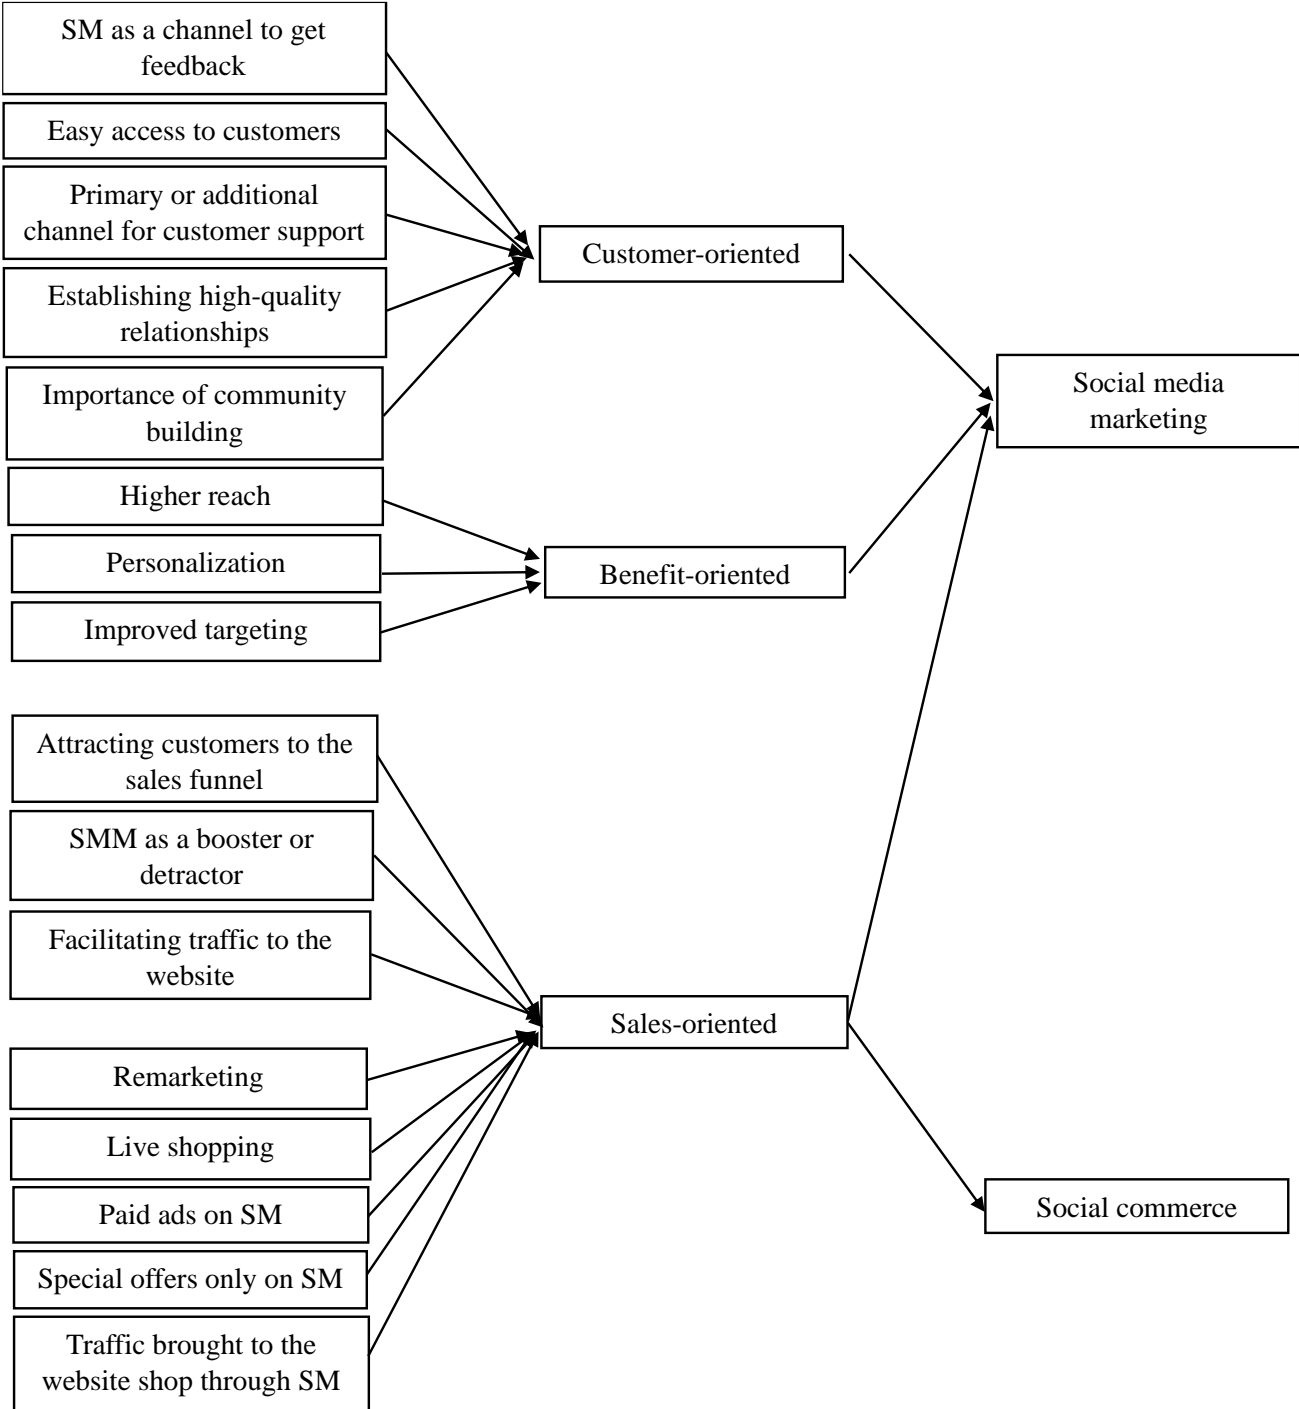 SM as a channel to get
feedback
Easy access to customers
Primary or additional
channel for customer support
Establishing high-quality
relationships
Importance of community
building
Higher reach
Personalization
Improved targeting
Attracting customers to the
sales funnel
SMM as a booster or
detractor
Facilitating traffic to the
website
Remarketing
Live shopping
Paid ads on SM
Special offers only on SM
Traffic brought to the
website shop through SM
Customer-oriented
Benefit-oriented
Sales-oriented
Social media
marketing
Social commerce